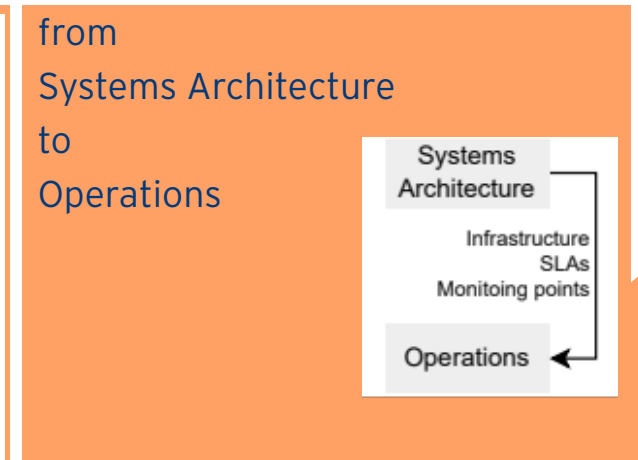 from
Systems Architecture
to
Operations
Systems
Architecture
Infrastructure
SLAs
Monitoing points
Operations